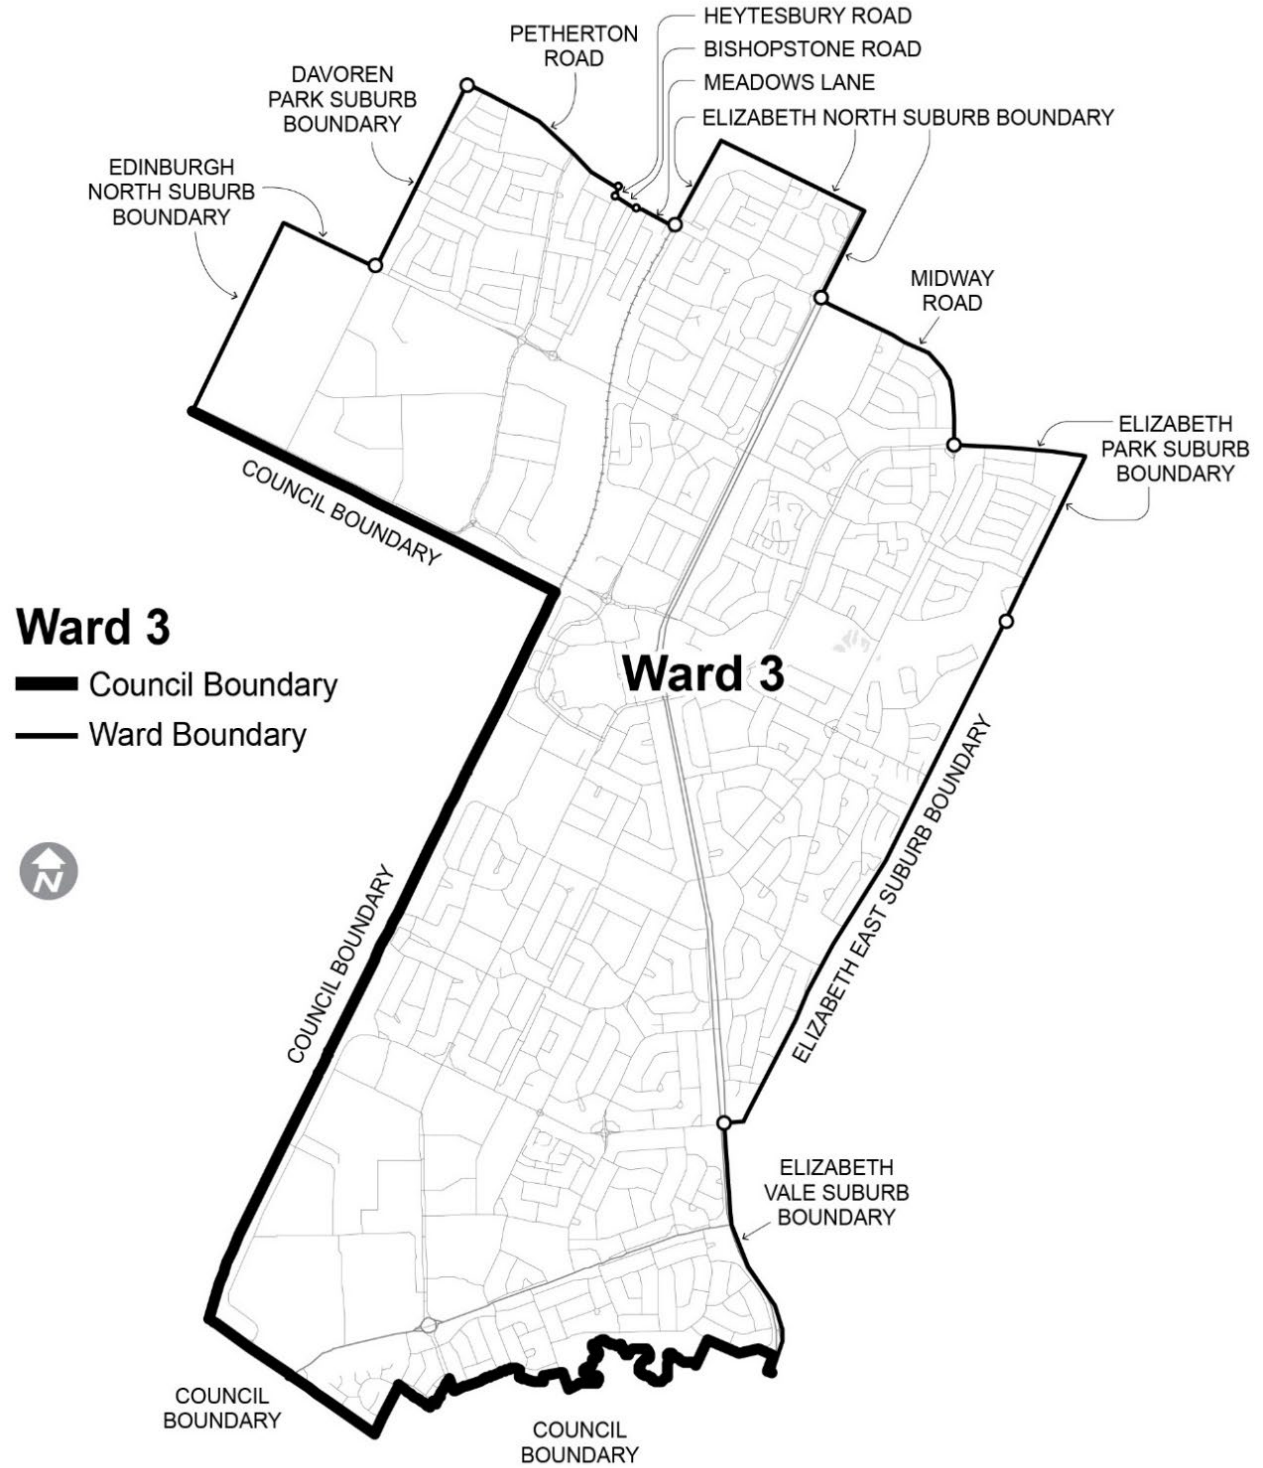 HEYTESBURY ROAD
BISHOPSTONE ROAD
MEADOWS LANE
ELIZABETH NORTH SUBURB BOUNDARY
PETHERTON
ROAD
DAVOREN
PARK SUBURB
BOUNDARY
EDINBURGH
NORTH SUBURB
BOUNDARY
MIDWAY
ROAD
ELIZABETH
PARK SUBURB
BOUNDARY
COUNCIL BOUNDARY
Ward 3
Council Boundary
Ward Boundary
N
Ward 3
ELIZABETH EAST SUBURB BOUNDARY
COUNCIL BOUNDARY
ELIZABETH
VALE SUBURB
BOUNDARY
COUNCIL
BOUNDARY
COUNCIL
BOUNDARY